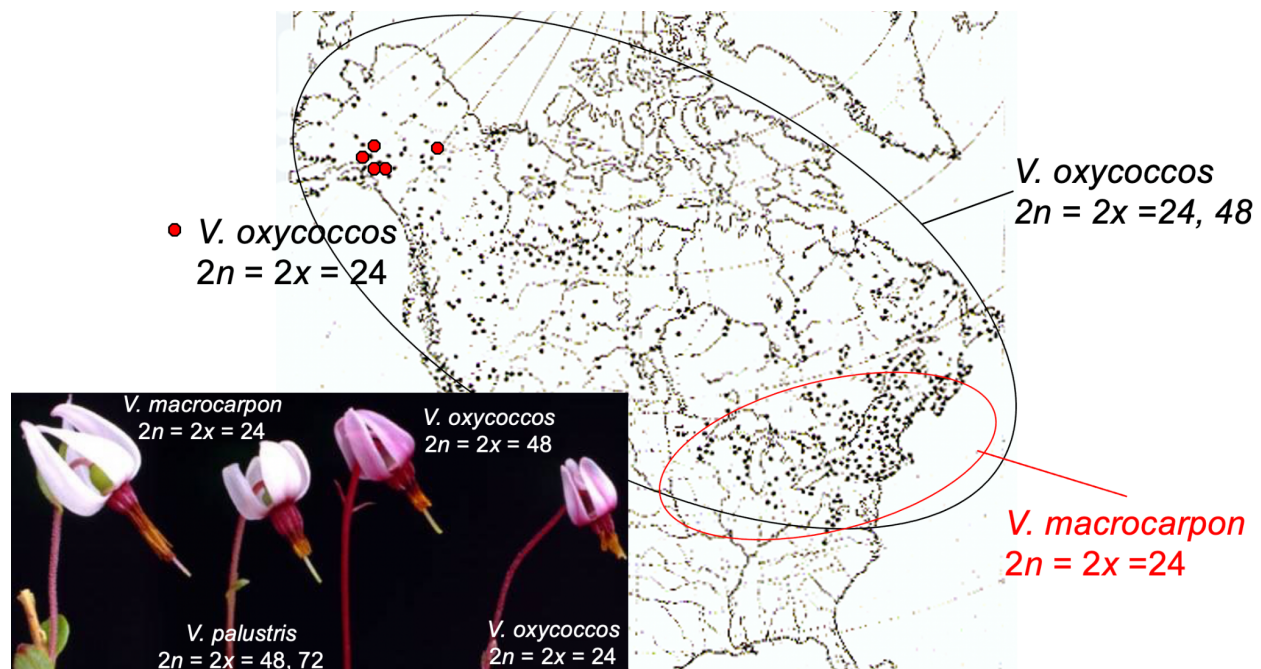 V. oxycoccos
2n = 2x =24, 48
V. oxycoccos
2n = 2x = 24
V. macrocarpon
2n = 2x = 24
V. oxycoccos
2n = 2x = 48
V. macrocarpon
2n = 2x =24
V. palustris
2n = 2x = 48, 72
V. oxycoccos
2n = 2x = 24